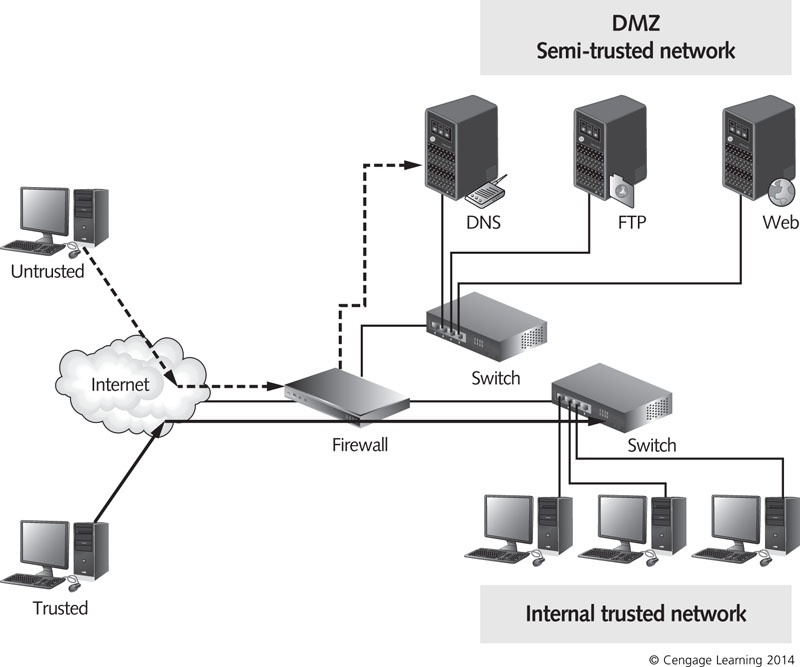 DMZ
Semi-trusted network
DNS
FTP
Web
Untrusted
Internet
Switch
Firewall
Switch
Trusted
Internal trusted network
© Cengage Learning 2014